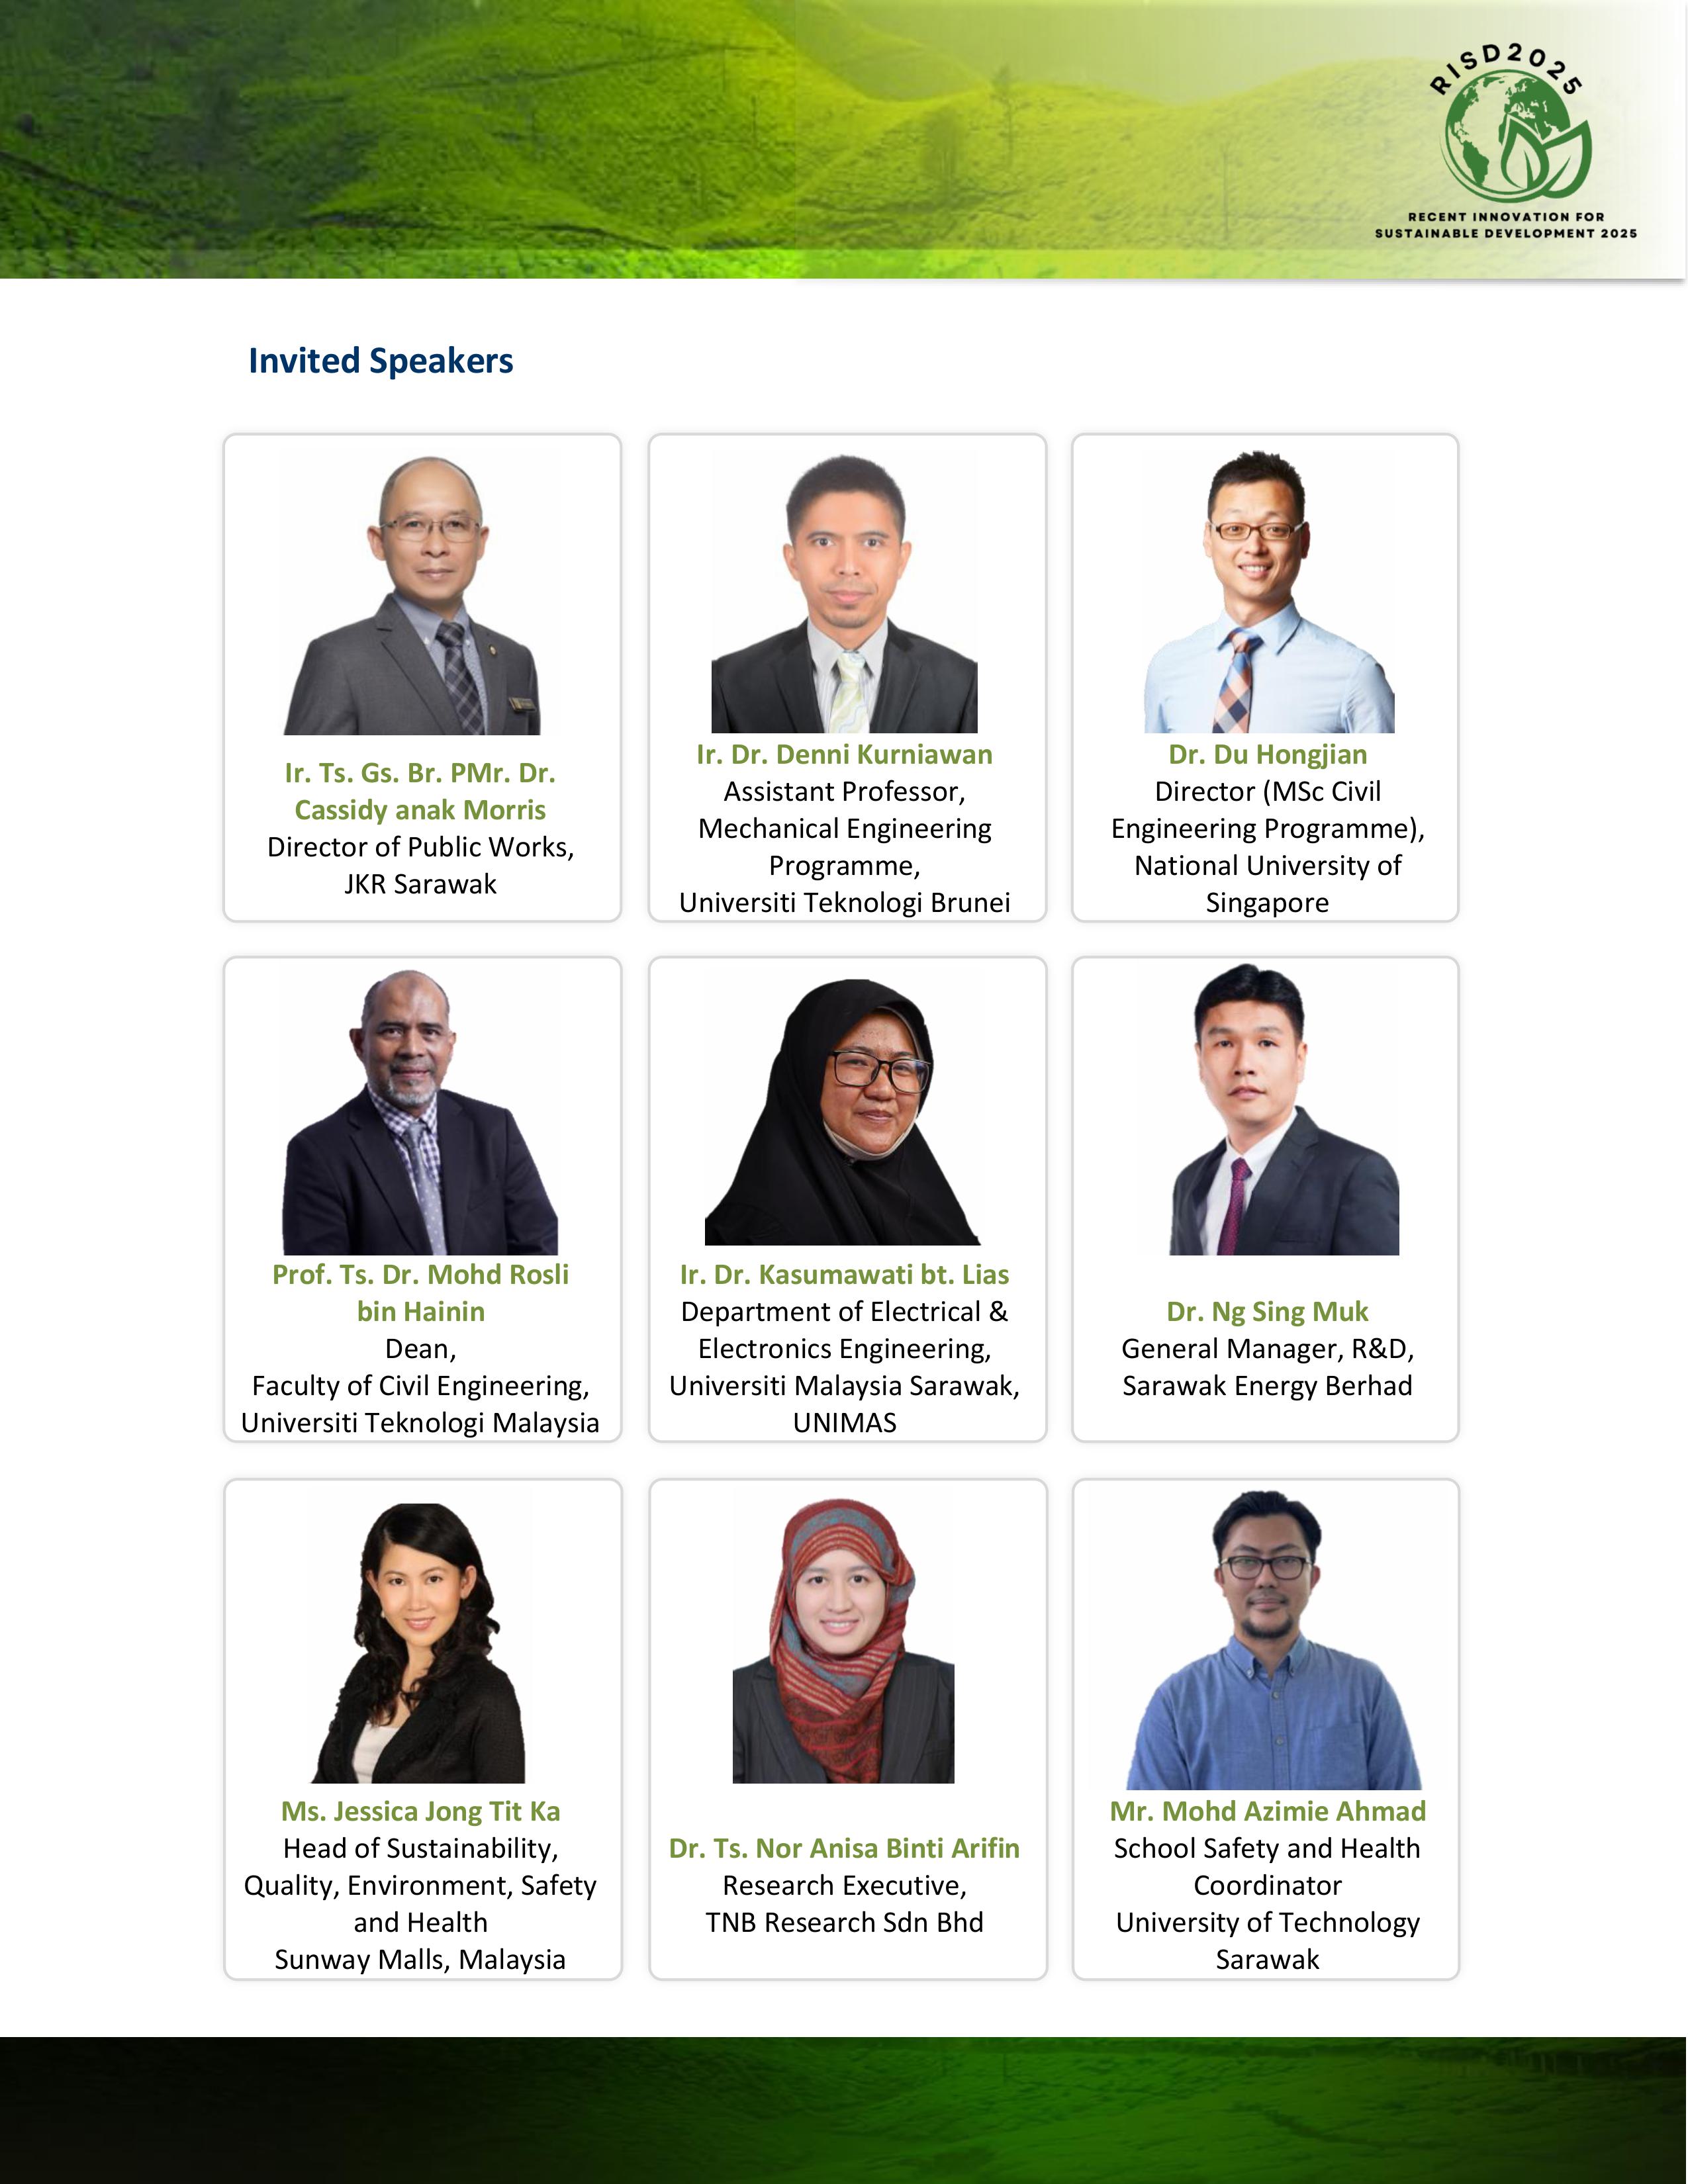 RISD2025
RECENT INNOVATION FOR
SUSTAINABLE DEVELOPMENT 2025
Invited Speakers
Ir. Ts. Gs. Br. PMr. Dr.
Cassidy anak Morris
Director of Public Works,
JKR Sarawak
Ir. Dr. Denni Kurniawan
Assistant Professor,
Mechanical Engineering
Programme,
Universiti Teknologi Brunei
Dr. Du Hongjian
Director (MSc Civil
Engineering Programme),
National University of
Singapore
Prof. Ts. Dr. Mohd Rosli
bin Hainin
Dean,
Faculty of Civil Engineering,
Universiti Teknologi Malaysia
Ir. Dr. Kasumawati bt. Lias
Department of Electrical &
Electronics Engineering,
Universiti Malaysia Sarawak,
UNIMAS
Dr. Ng Sing Muk
General Manager, R&D,
Sarawak Energy Berhad
Ms. Jessica Jong Tit Ka
Head of Sustainability,
Quality, Environment, Safety
and Health
Sunway Malls, Malaysia
Dr. Ts. Nor Anisa Binti Arifin
Research Executive,
TNB Research Sdn Bhd
Mr. Mohd Azimie Ahmad
School Safety and Health
Coordinator
University of Technology
Sarawak